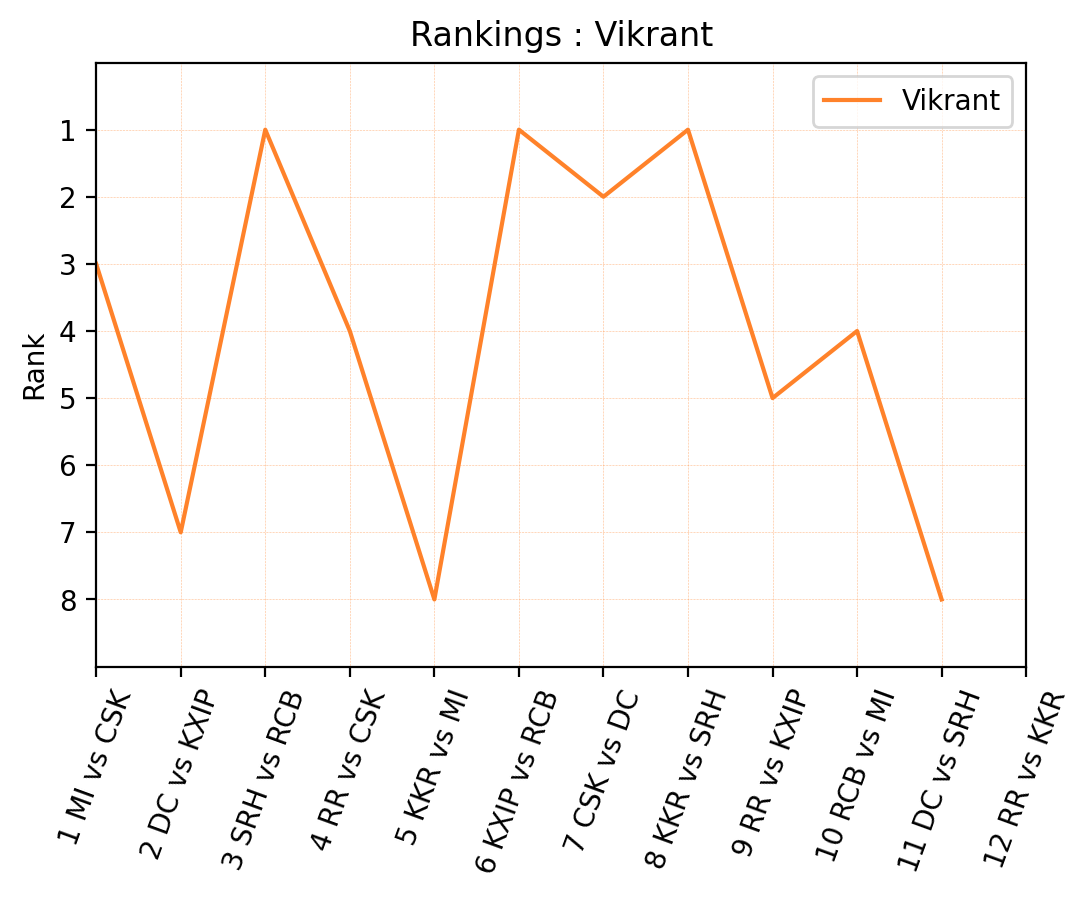 Rankings : Vikrant
Vikrant
Rank
1
2
3
4
5
6
7
8
1 MI vs CSK
2 DC vs KXIP
3 SRH vs RCB
4 RR vs CSK
5 KKR vs MI
6 KXIP vs RCB
7 CSK vs DC
8 KKR vs SRH
9 RR vs KXIP
10 RCB vs MI
11 DC vs SRH
12 RR vs KKR